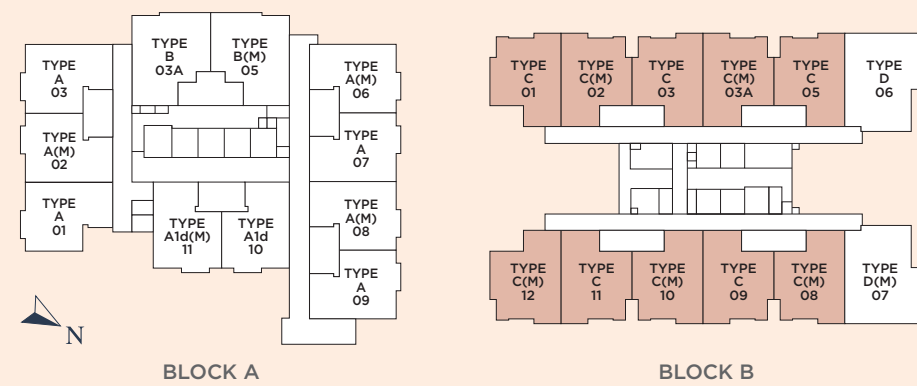 TYPE
A
03
TYPE
A(M)
02
TYPE
A
01
TYPE
B
03A
TYPE
B(M)
05
TYPE
A(M)
06
TYPE
A
07
TYPE
A(M)
08
TYPE
A
09
TYPE
A1d(M)
11
TYPE
A1d
10
N
BLOCK A
TYPE
C
01
TYPE
C(M)
02
TYPE
C
03
TYPE
C(M)
03A
TYPE
C
05
TYPE
D
06
TYPE
C(M)
12
TYPE
C
11
TYPE
C(M)
10
TYPE
C
09
TYPE
C(M)
08
TYPE
D(M)
07
BLOCK B